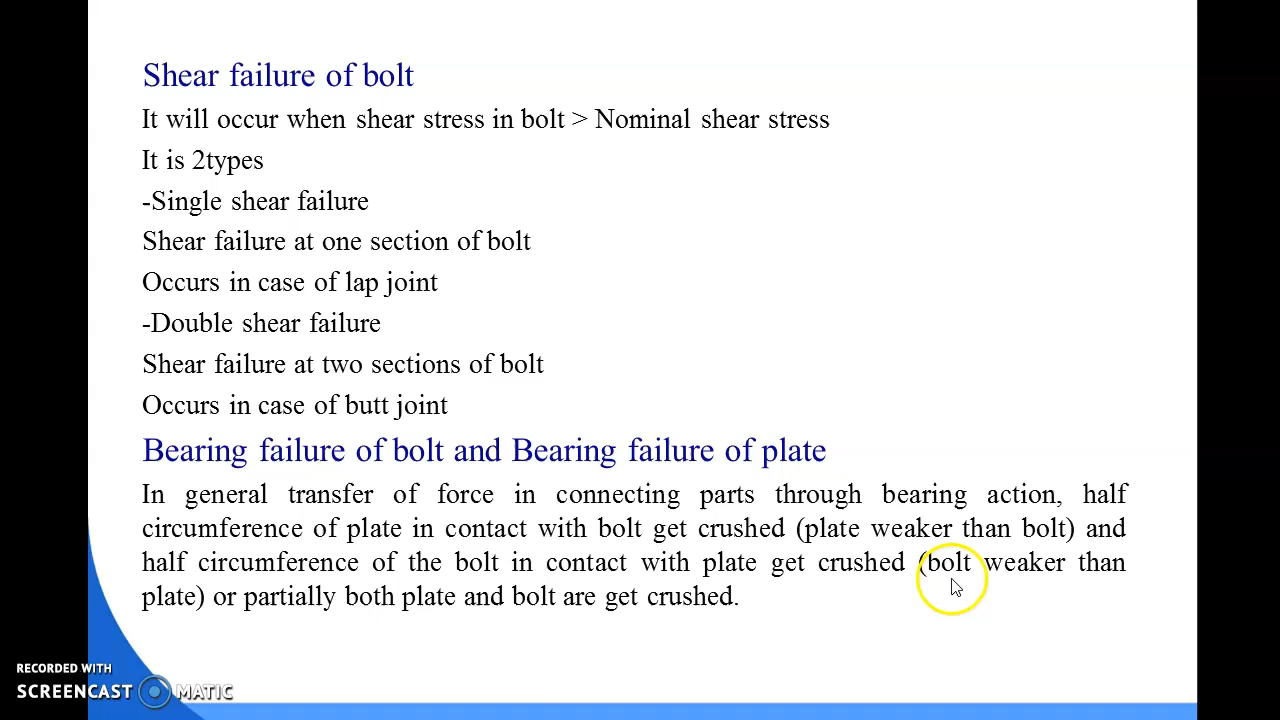 Shear failure of bolt
It will occur when shear stress in bolt > Nominal shear stress
It is 2types
-Single shear failure
Shear failure at one section of bolt
Occurs in case of lap joint
-Double shear failure
Shear failure at two sections of bolt
Occurs in case of butt joint
Bearing failure of bolt and Bearing failure of plate
In general transfer of force in connecting parts through bearing action, half
circumference of plate in contact with bolt get crushed (plate weaker than bolt) and
half circumference of the bolt in contact with plate get crushed (bolt weaker than
plate) or partially both plate and bolt are get crushed.
RECORDED WITH
SCREENCAST MATIC